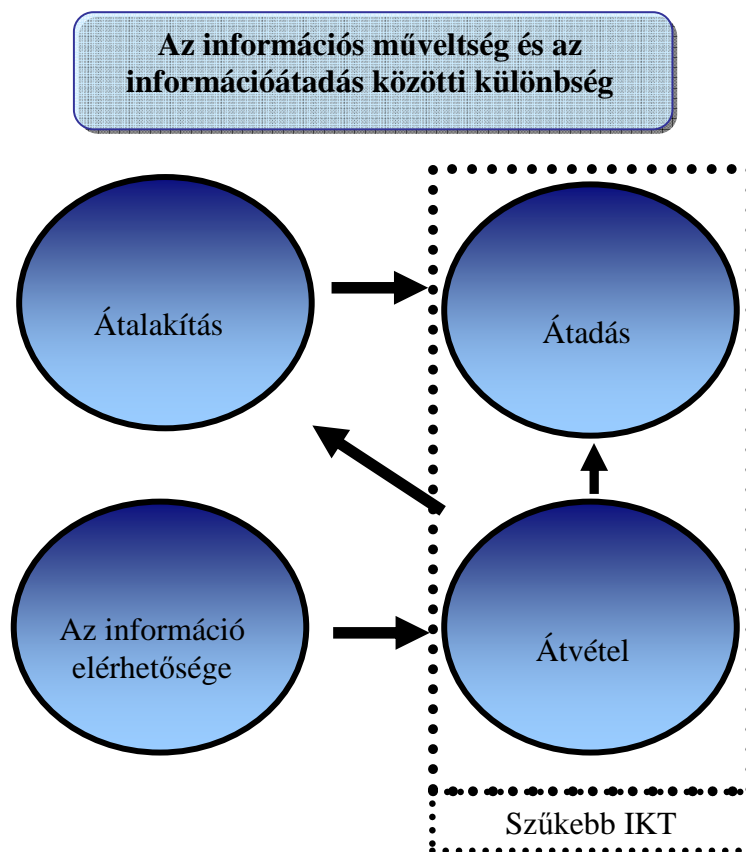 Az információs műveltség és az
információátadás közötti különbség
Átalakítás
Átadás
Az információ
elérhetősége
Átvétel
Szűkebb IKT